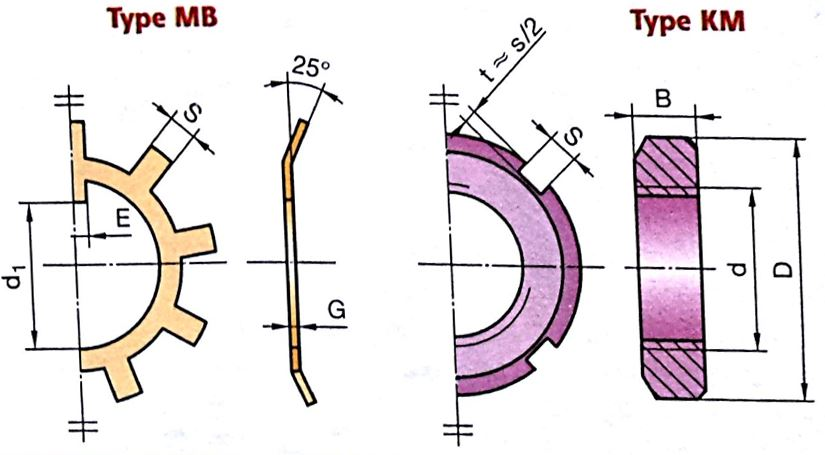 Type MB
Type KM
25°
t ≈ s/2
B
S
S
E
d1
G
d
D